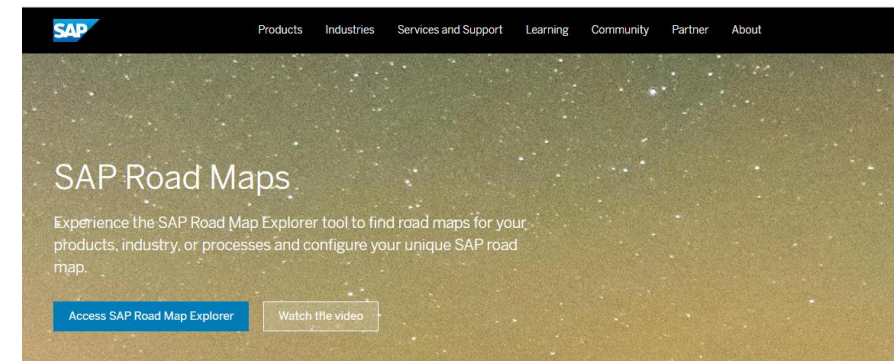 SAP
Products Industries Services and Support Learning Community Partner About
SAP Road Maps
Experience the SAP Road Map Explorer tool to find road maps for your
products, industry, or processes and configure your unique SAP road
map.
Access SAP Road Map Explorer Watch the video